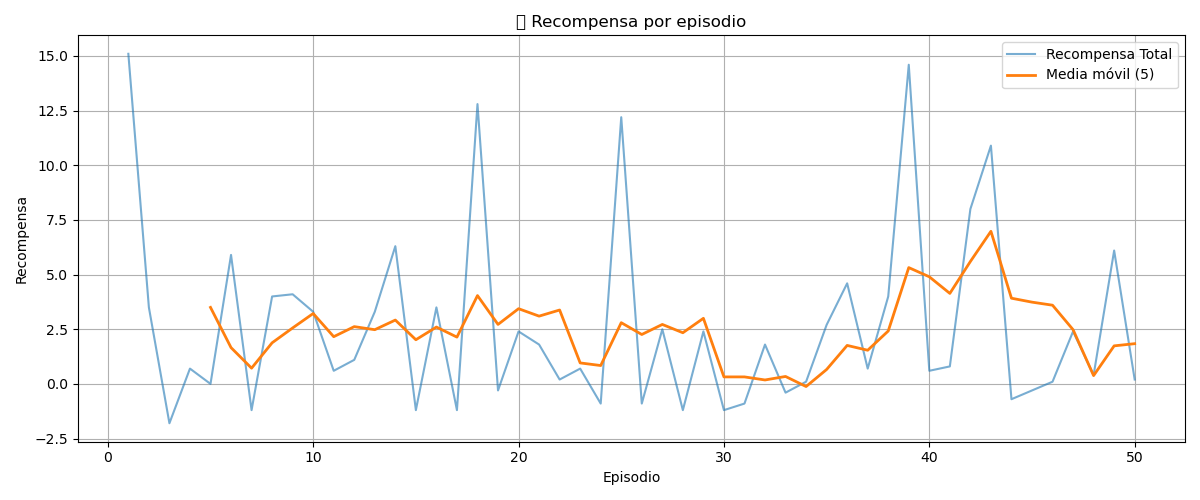 Recompensa por episodio
Recompensa Total
Media móvil (5)
15.0
12.5
10.0
7.5
5.0
2.5
0.0
−2.5
Recompensa
0 10 20 30 40 50
Episodio